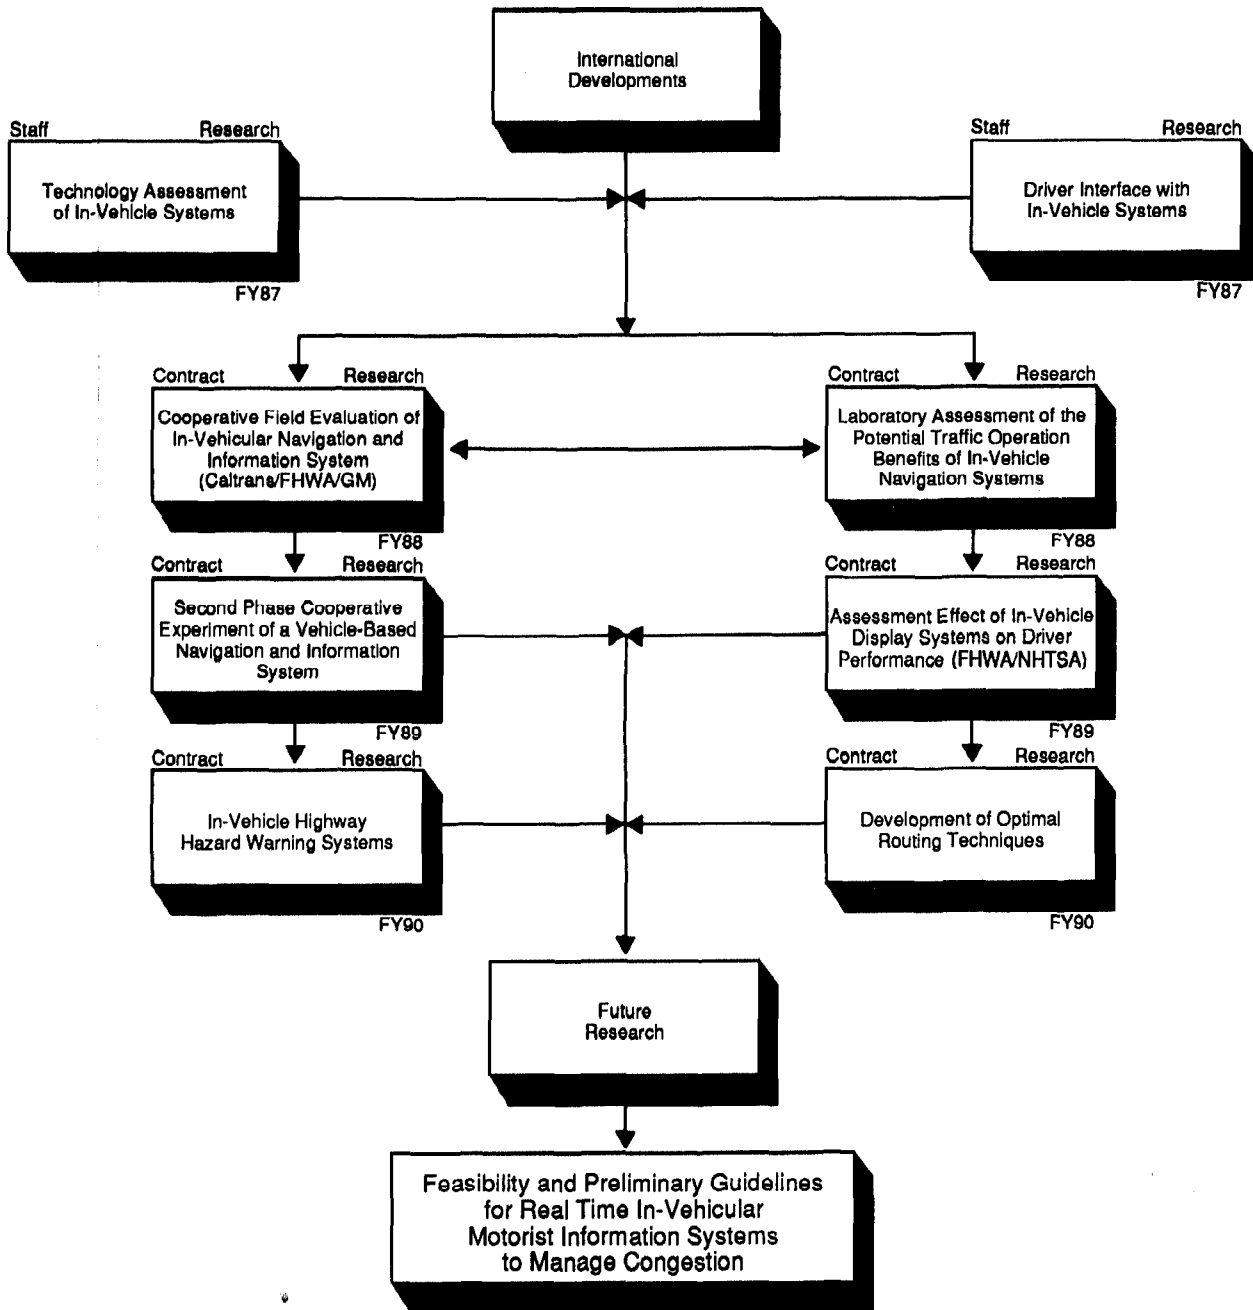 International
Developments
Staff Research
Technology Assessment
of In-Vehicle Systems
FY87
Staff Research
Driver Interface with
In-Vehicle Systems
FY87
Contract Research
Cooperative Field Evaluation of
In-Vehicular Navigation and
Information System
(Caltrans/FHWA/GM)
FY88
Contract Research
Laboratory Assessment of the
Potential Traffic Operation
Benefits of In-Vehicle
Navigation Systems
FY88
Contract Research
Second Phase Cooperative
Experiment of a Vehicle-Based
Navigation and Information
System
FY89
Contract Research
Assessment Effect of In-Vehicle
Display Systems on Driver
Performance (FHWA/NHTSA)
FY89
Contract Research
In-Vehicle Highway
Hazard Warning Systems
FY90
Contract Research
Development of Optimal
Routing Techniques
FY90
Future
Research
Feasibility and Preliminary Guidelines
for Real Time In-Vehicular
Motorist Information Systems
to Manage Congestion